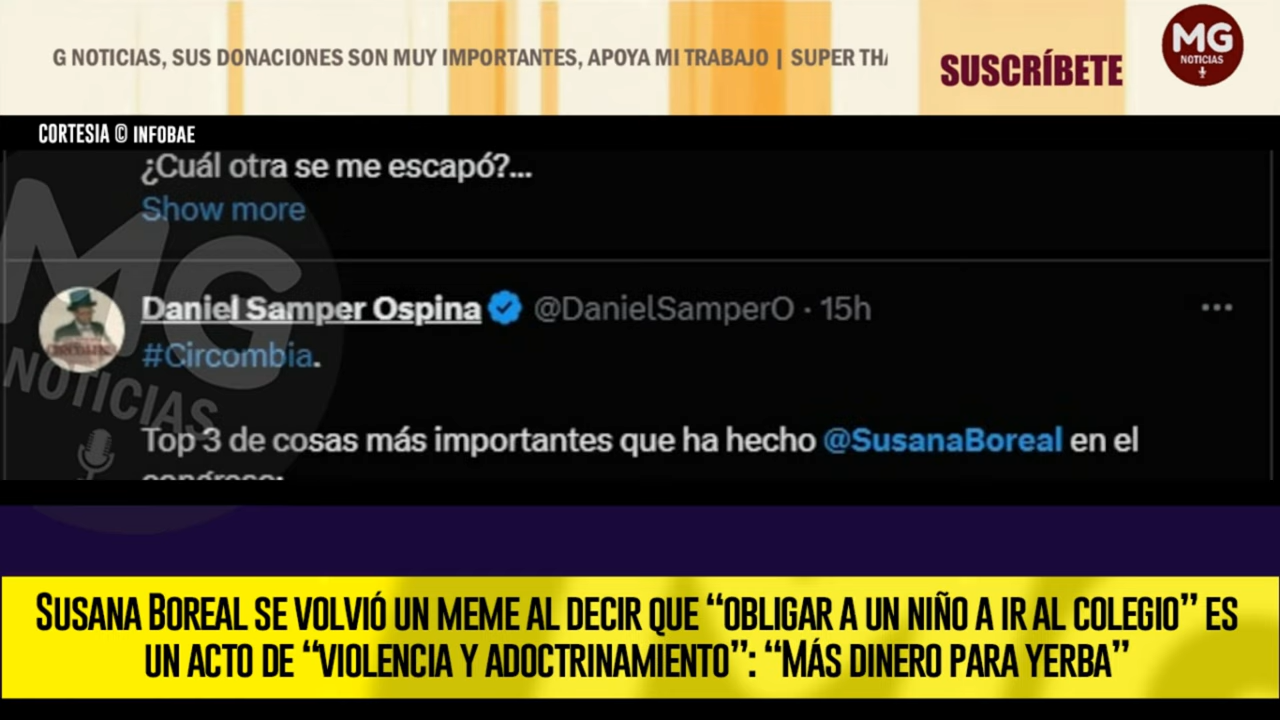 G NOTICIAS, SUS DONACIONES SON MUY IMPORTANTES, APOYA MI TRABAJO | SUPER
SUSCRÍBETE
MG
NOTICIAS
CORTESIA © INFOBAE
¿Cuál otra se me escapó?...
Show more
Daniel Samper Ospina @DanielSamperO · 15h
#Circombia.
Top 3 de cosas más importantes que ha hecho @SusanaBoreal en el
congreso:
MG
NOTICIAS
SUSANA BOREAL SE VOLVIÓ UN MEME AL DECIR QUE “OBLIGAR A UN NIÑO A IR AL COLEGIO” ES
UN ACTO DE “VIOLENCIA Y ADOCTRINAMIENTO”: “MÁS DINERO PARA YERBA”